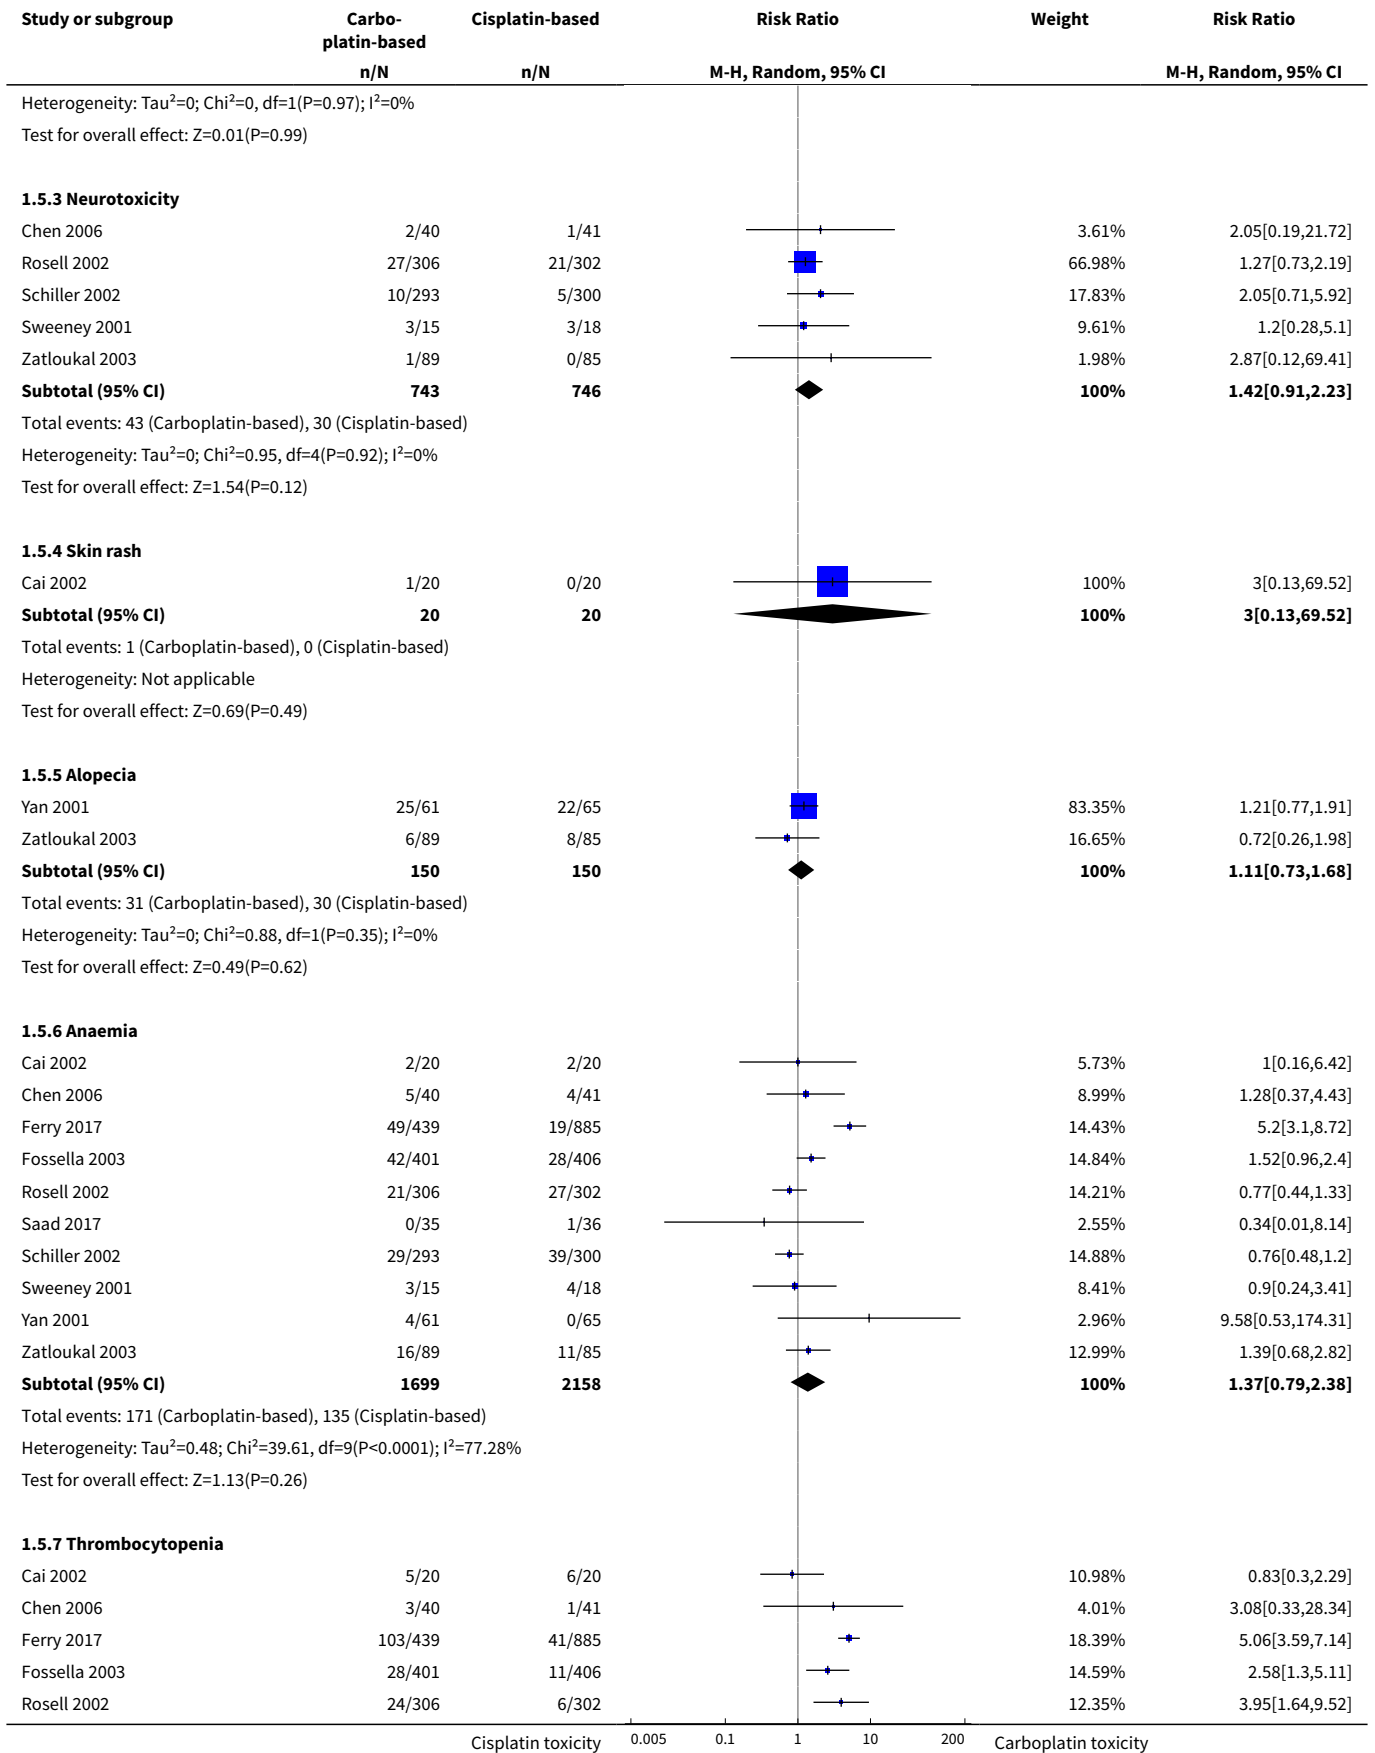 Study or subgroup Carbo- Cisplatin-based Risk Ratio Weight Risk Ratio
platin-based
n/N n/N M-H, Random, 95% CI M-H, Random, 95% CI
Heterogeneity: Tau²=0; Chi²=0, df=1(P=0.97); I²=0%
Test for overall effect: Z=0.01(P=0.99)
1.5.3 Neurotoxicity
Chen 2006 2/40 1/41 3.61% 2.05[0.19,21.72]
Rosell 2002 27/306 21/302 66.98% 1.27[0.73,2.19]
Schiller 2002 10/293 5/300 17.83% 2.05[0.71,5.92]
Sweeney 2001 3/15 3/18 9.61% 1.2[0.28,5.1]
Zatloukal 2003 1/89 0/85 1.98% 2.87[0.12,69.41]
Subtotal (95% CI) 743 746 100% 1.42[0.91,2.23]
Total events: 43 (Carboplatin-based), 30 (Cisplatin-based)
Heterogeneity: Tau²=0; Chi²=0.95, df=4(P=0.92); I²=0%
Test for overall effect: Z=1.54(P=0.12)
1.5.4 Skin rash
Cai 2002 1/20 0/20 100% 3[0.13,69.52]
Subtotal (95% CI) 20 20 100% 3[0.13,69.52]
Total events: 1 (Carboplatin-based), 0 (Cisplatin-based)
Heterogeneity: Not applicable
Test for overall effect: Z=0.69(P=0.49)
1.5.5 Alopecia
Yan 2001 25/61 22/65 83.35% 1.21[0.77,1.91]
Zatloukal 2003 6/89 8/85 16.65% 0.72[0.26,1.98]
Subtotal (95% CI) 150 150 100% 1.11[0.73,1.68]
Total events: 31 (Carboplatin-based), 30 (Cisplatin-based)
Heterogeneity: Tau²=0; Chi²=0.88, df=1(P=0.35); I²=0%
Test for overall effect: Z=0.49(P=0.62)
1.5.6 Anaemia
Cai 2002 2/20 2/20 5.73% 1[0.16,6.42]
Chen 2006 5/40 4/41 8.99% 1.28[0.37,4.43]
Ferry 2017 49/439 19/885 14.43% 5.2[3.1,8.72]
Fossella 2003 42/401 28/406 14.84% 1.52[0.96,2.4]
Rosell 2002 21/306 27/302 14.21% 0.77[0.44,1.33]
Saad 2017 0/35 1/36 2.55% 0.34[0.01,8.14]
Schiller 2002 29/293 39/300 14.88% 0.76[0.48,1.2]
Sweeney 2001 3/15 4/18 8.41% 0.9[0.24,3.41]
Yan 2001 4/61 0/65 2.96% 9.58[0.53,174.31]
Zatloukal 2003 16/89 11/85 12.99% 1.39[0.68,2.82]
Subtotal (95% CI) 1699 2158 100% 1.37[0.79,2.38]
Total events: 171 (Carboplatin-based), 135 (Cisplatin-based)
Heterogeneity: Tau²=0.48; Chi²=39.61, df=9(P<0.0001); I²=77.28%
Test for overall effect: Z=1.13(P=0.26)
1.5.7 Thrombocytopenia
Cai 2002 5/20 6/20 10.98% 0.83[0.3,2.29]
Chen 2006 3/40 1/41 4.01% 3.08[0.33,28.34]
Ferry 2017 103/439 41/885 18.39% 5.06[3.59,7.14]
Fossella 2003 28/401 11/406 14.59% 2.58[1.3,5.11]
Rosell 2002 24/306 6/302 12.35% 3.95[1.64,9.52]
Cisplatin toxicity 0.005 0.1 1 10 200 Carboplatin toxicity